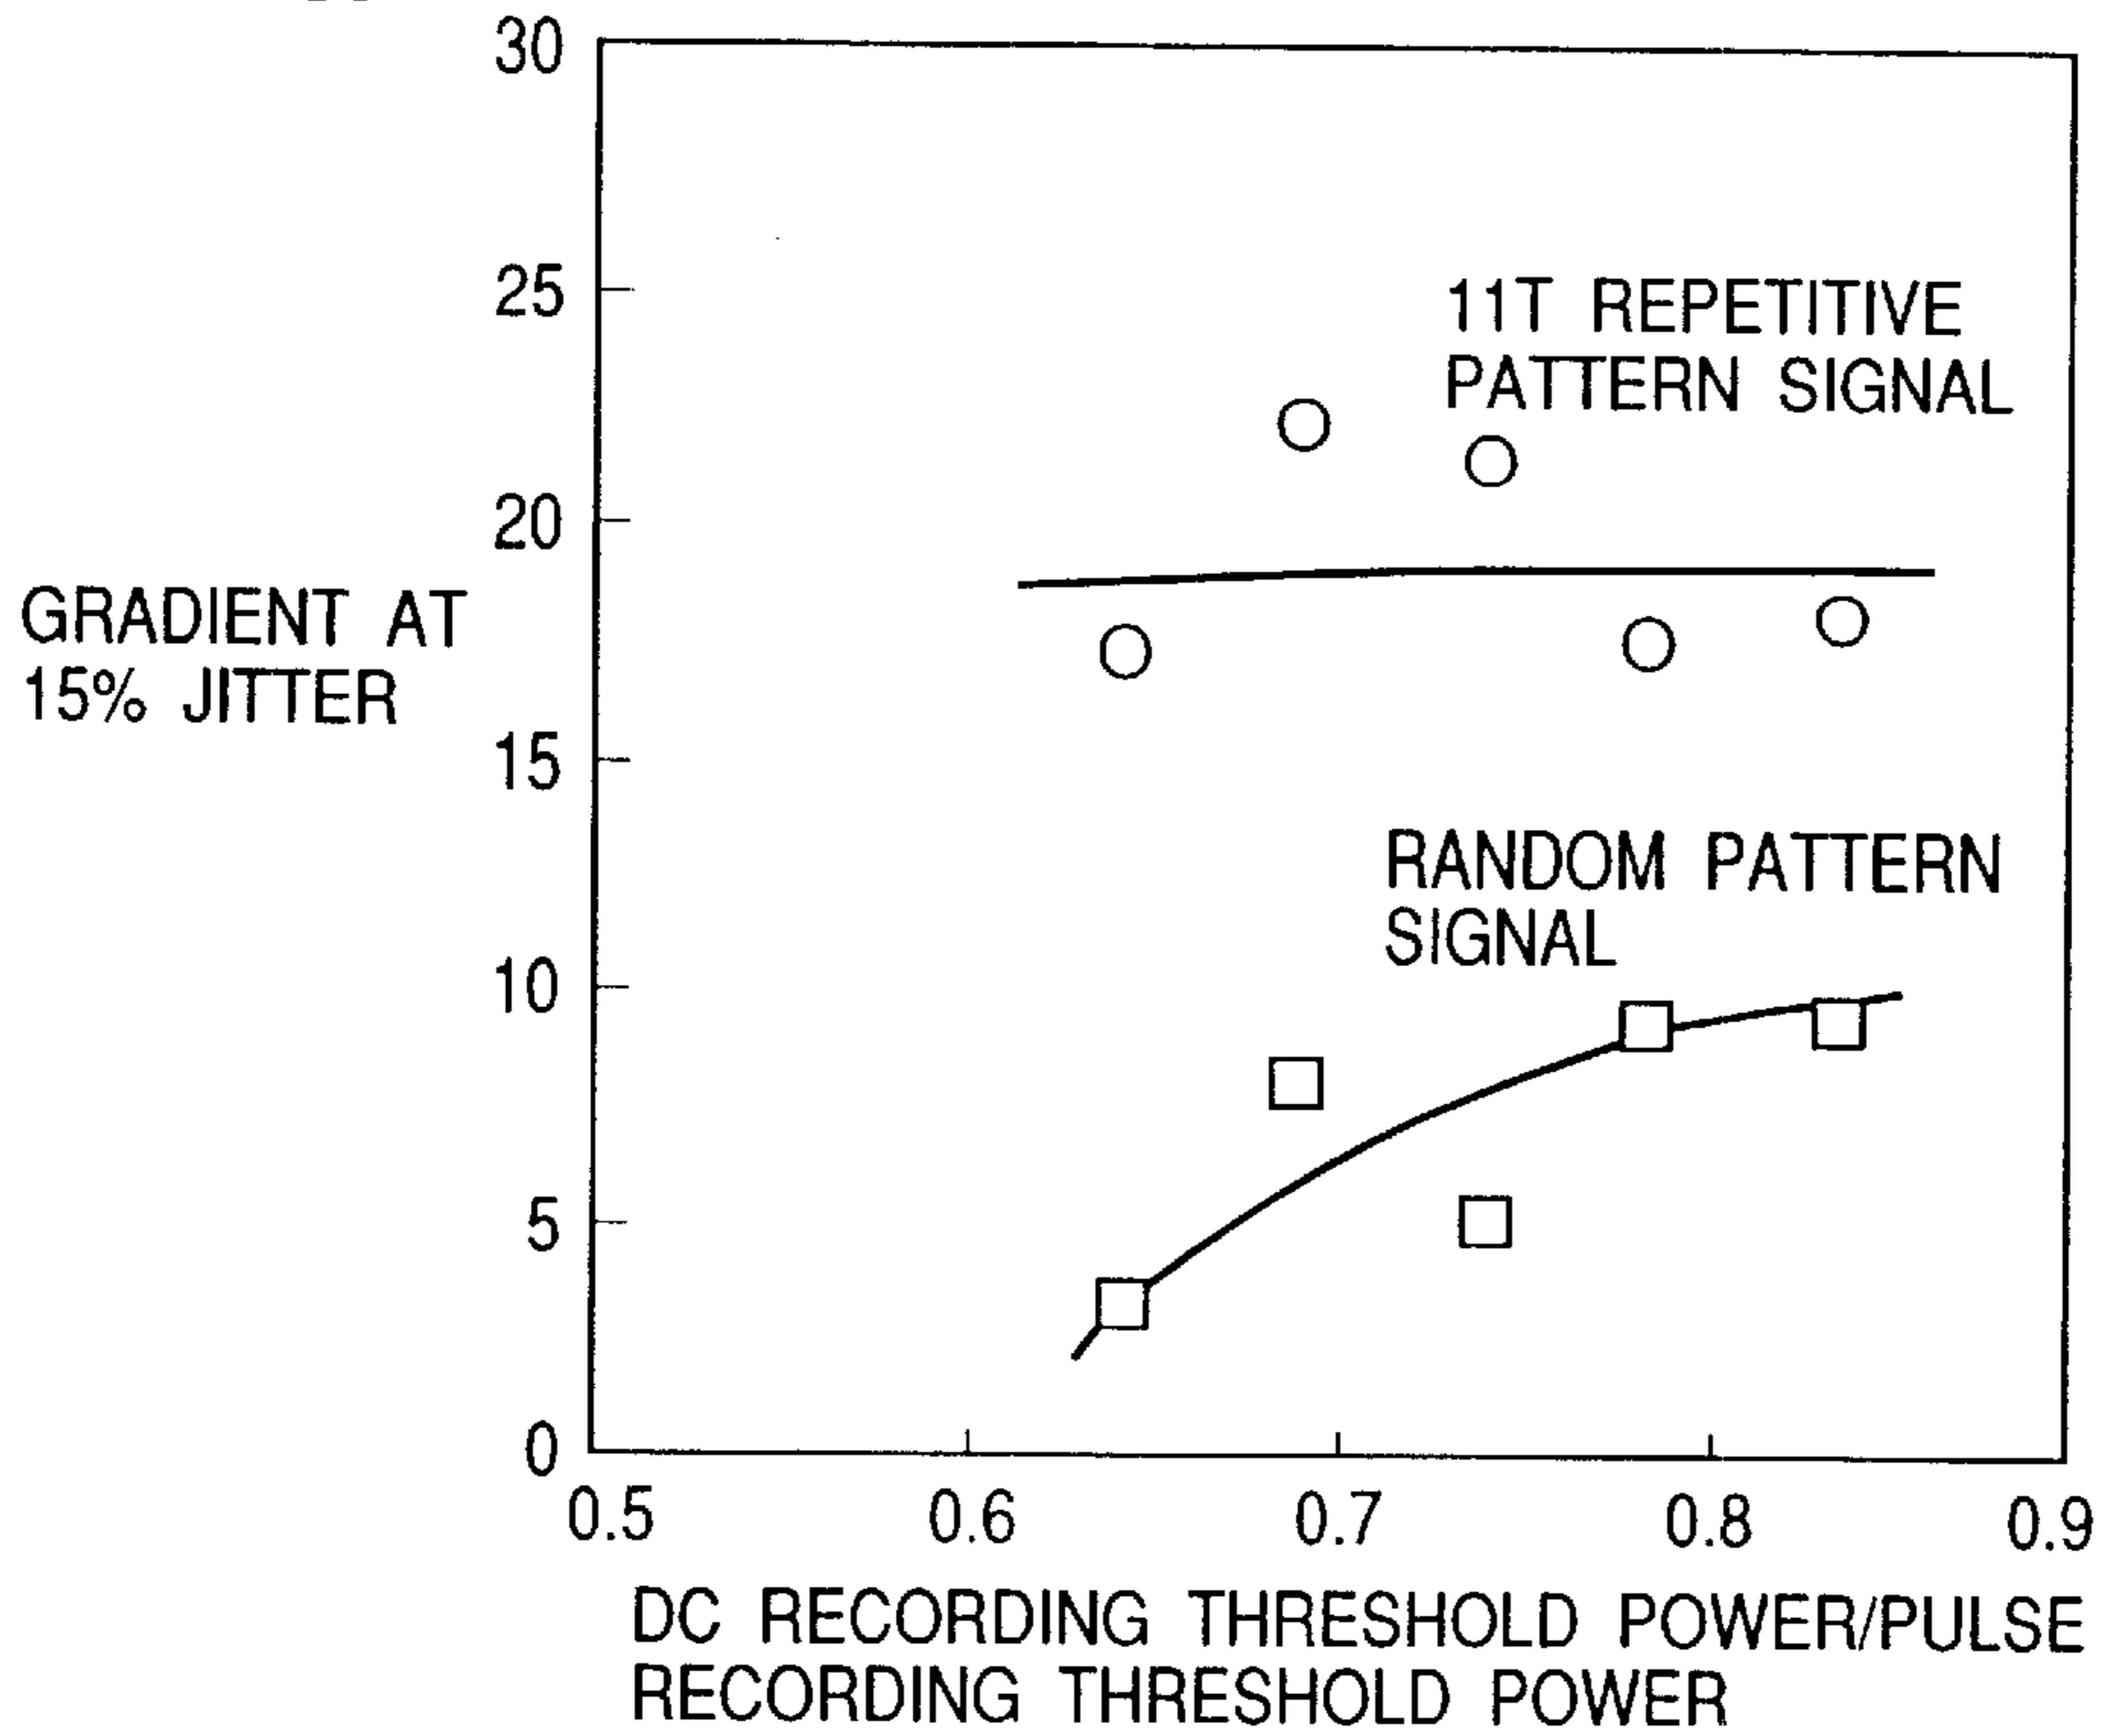 30
25
20
15
10
5
0
GRADIENT AT
15% JITTER
11T REPETITIVE
PATTERN SIGNAL
RANDOM PATTERN
SIGNAL
0.5 0.6 0.7 0.8 0.9
DC RECORDING THRESHOLD POWER/PULSE
RECORDING THRESHOLD POWER